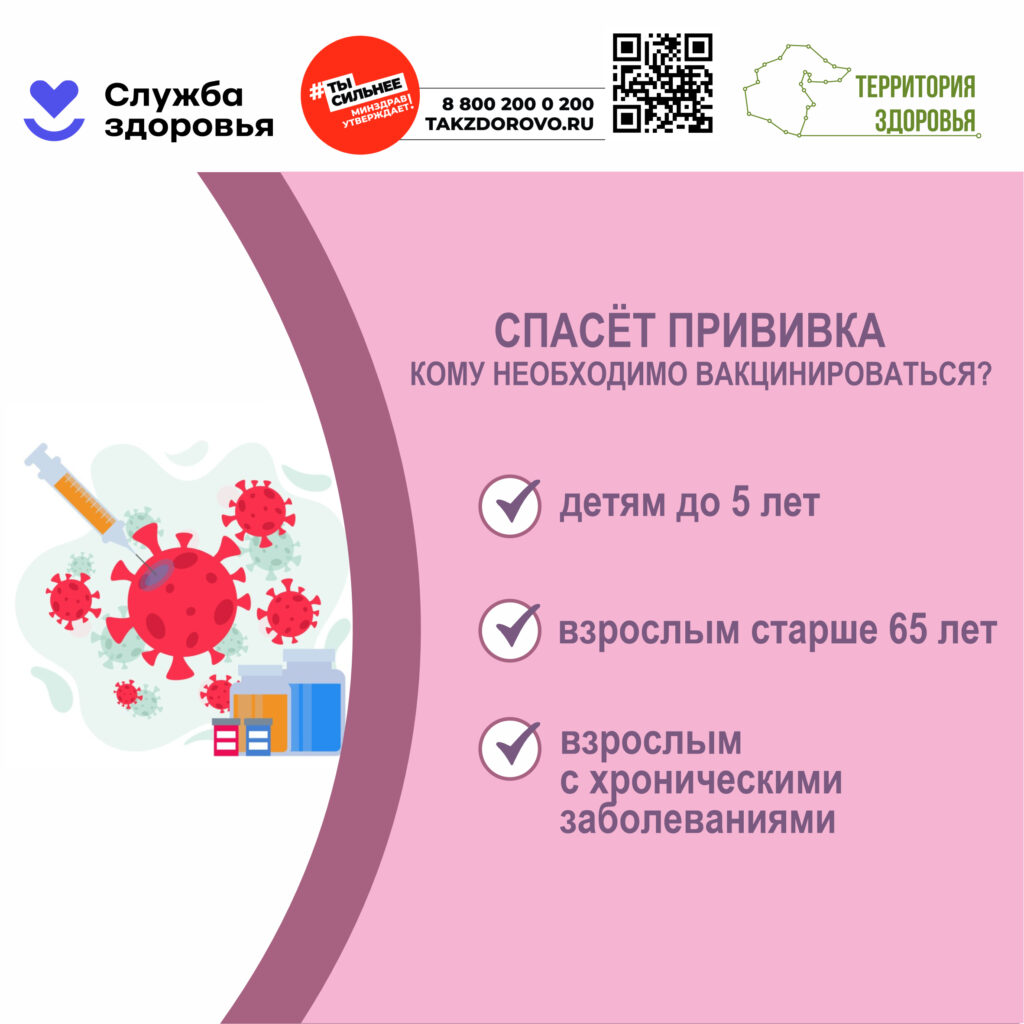 Служба
здоровья
#ТЫ
СИЛЬНЕЕ
МИНЗДРАВ
УТВЕРЖДАЕТ!
8 800 200 0 200
TAKZDOROVO.RU
ТЕРРИТОРИЯ
ЗДОРОВЬЯ
СПАСЁТ ПРИВИВКА
КОМУ НЕОБХОДИМО ВАКЦИНИРОВАТЬСЯ?
детям до 5 лет
взрослым старше 65 лет
взрослым
с хроническими
заболеваниями